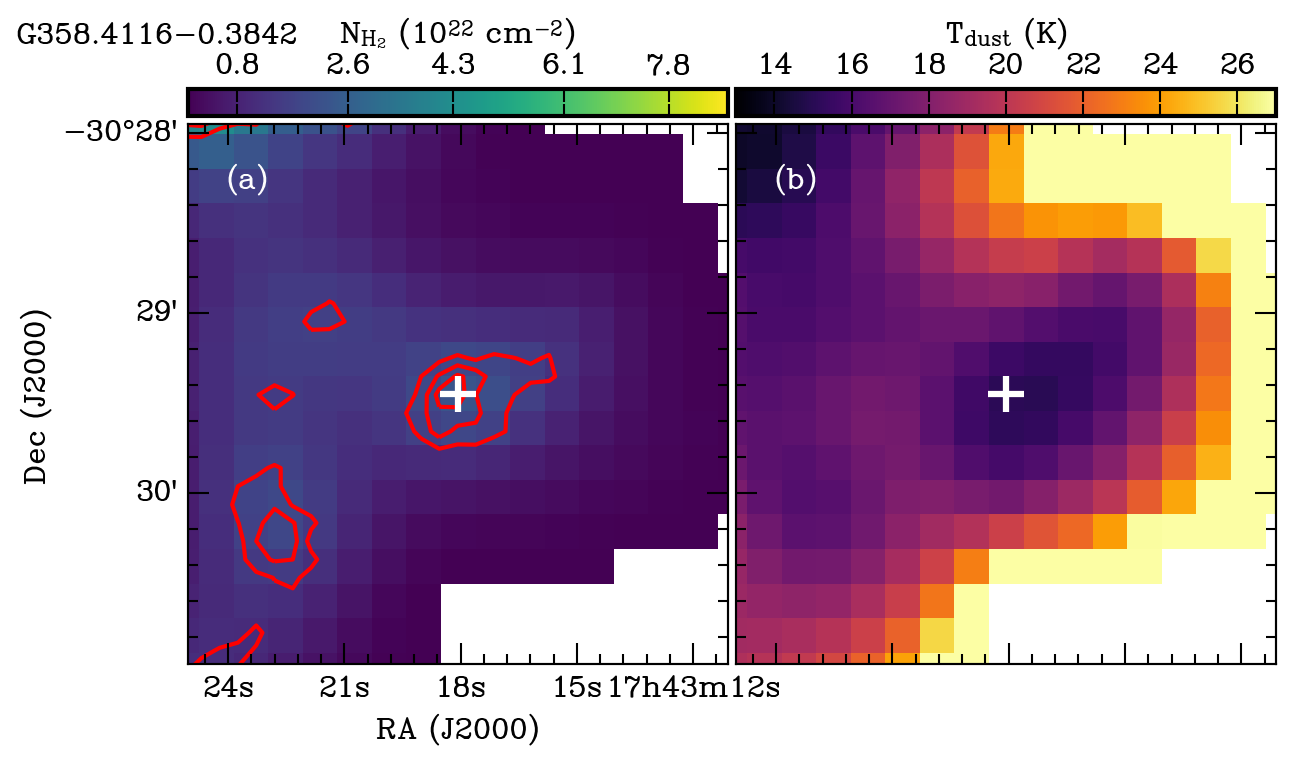 G358.4116−0.3842 N_H₂ (10²² cm⁻²) T_dust (K)
0.8 2.6 4.3 6.1 7.8 14 16 18 20 22 24 26
−30°28'
(a) (b)
29'
Dec (J2000)
30'
24s 21s 18s 15s 17h43m12s
RA (J2000)